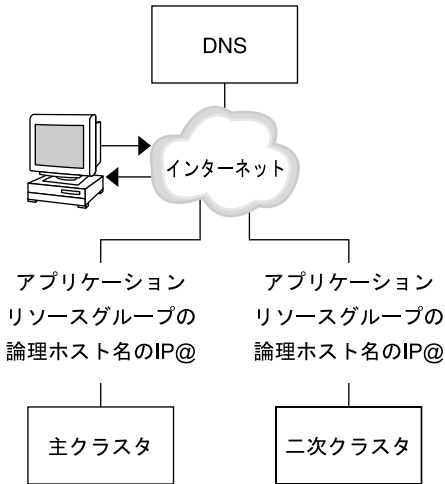 DNS
インターネット
アプリケーション
リソースグループの
論理ホスト名のIP@
アプリケーション
リソースグループの
論理ホスト名のIP@
主クラスタ
二次クラスタ